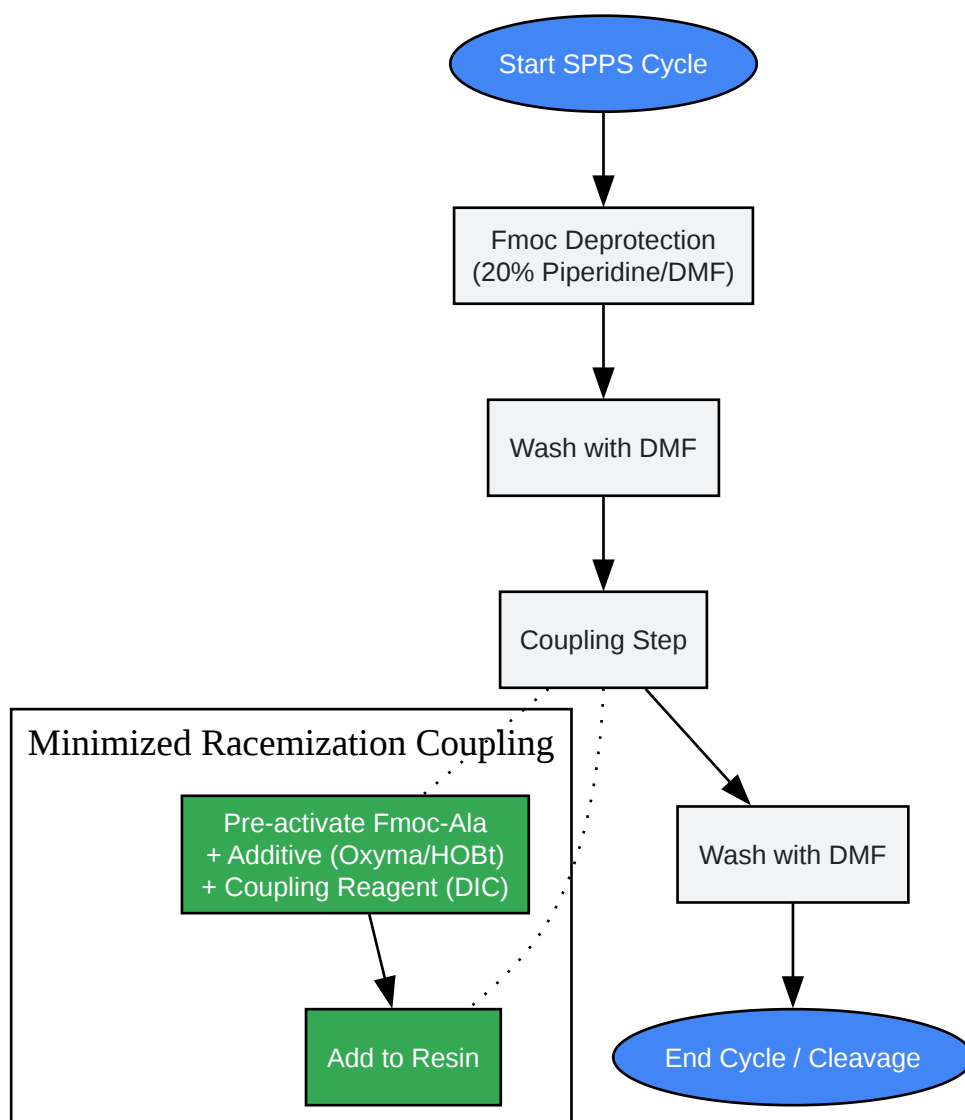 Start SPPS Cycle
Fmoc Deprotection
(20% Piperidine/DMF)
Wash with DMF
Coupling Step
Minimized Racemization Coupling
Pre-activate Fmoc-Ala
+ Additive (Oxyma/HOBt)
+ Coupling Reagent (DIC)
Add to Resin
Wash with DMF
End Cycle / Cleavage